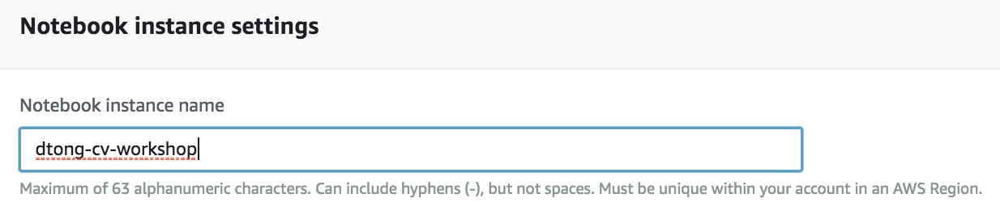 Notebook instance settings
Notebook instance name
dtong-cv-workshop
Maximum of 63 alphanumeric characters. Can include hyphens (-), but not spaces. Must be unique within your account in an AWS Region.